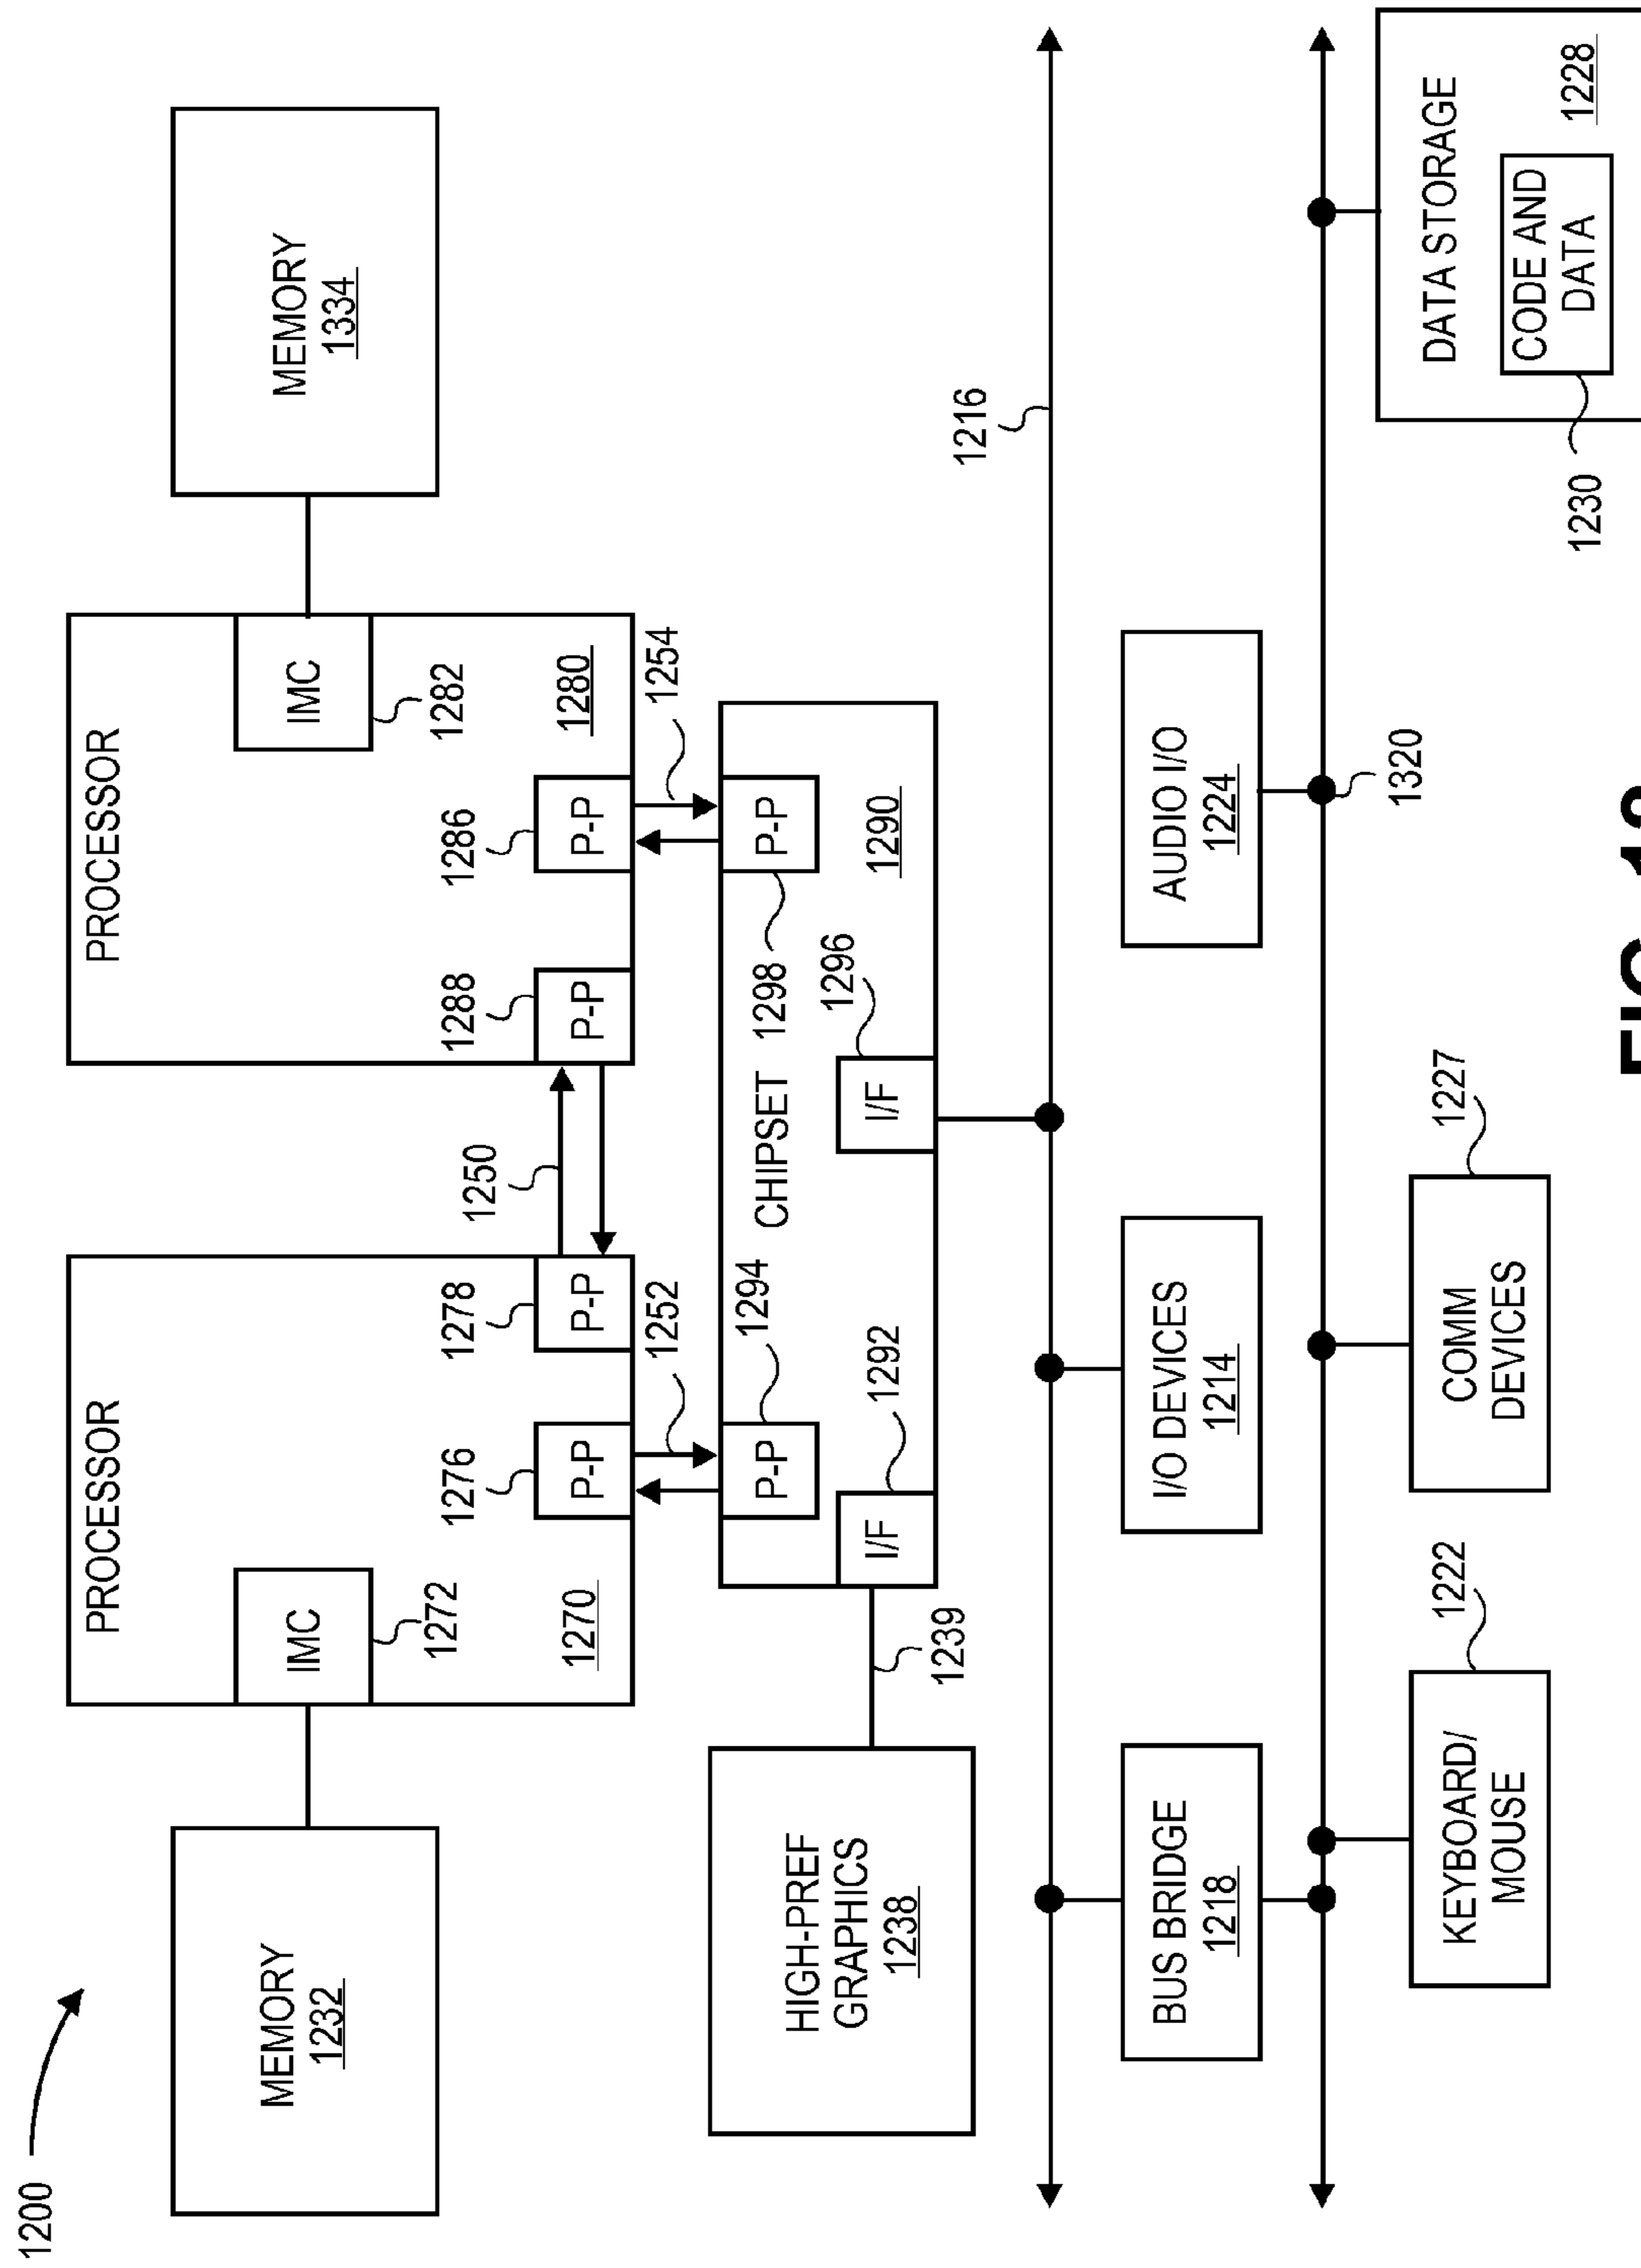 1200
PROCESSOR
PROCESSOR
MEMORY
1232
IMC
1272
1270
1276
P-P
1278
P-P
1250
1288
P-P
1286
P-P
IMC
1282
1280
MEMORY
1334
1252
1254
HIGH-PREF
GRAPHICS
1238
1239
P-P
1294
CHIPSET
1298
P-P
I/F
1292
I/F
1296
1290
1216
BUS BRIDGE
1218
I/O DEVICES
1214
AUDIO I/O
1224
1320
KEYBOARD/
MOUSE
1222
COMM
DEVICES
1227
DATA STORAGE
CODE AND
DATA
1228
1230
FIG.